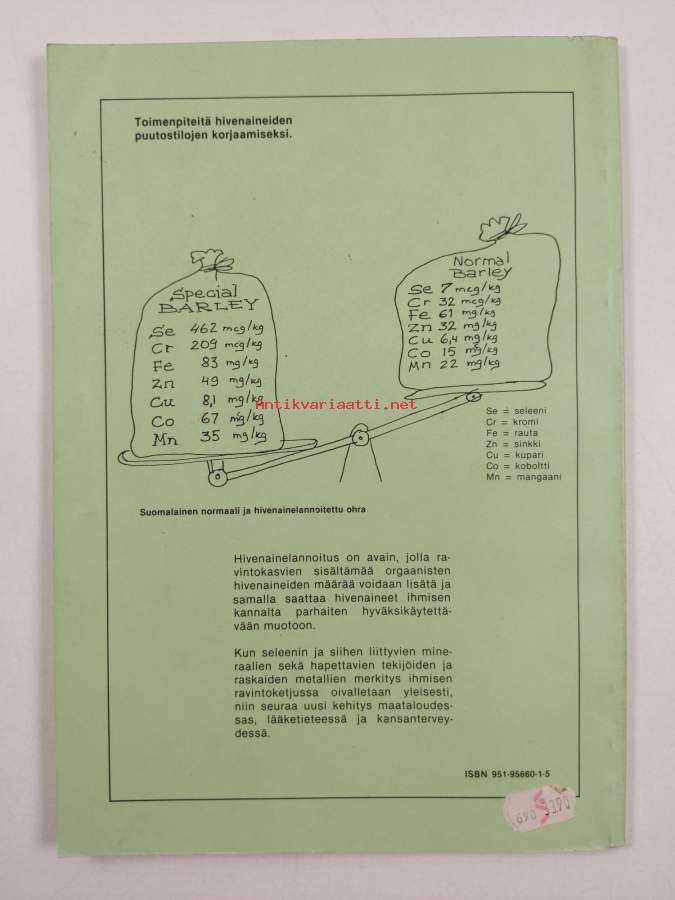 Toimenpiteitä hivenaineiden
puutostilojen korjaamiseksi.
Special
BARLEY
Se 462 mcg/kg
Cr 209 mcg/kg
Fe 83 mg/kg
Zn 49 mg/kg
Cu 8,1 mg/kg
Co 67 mg/kg
Mn 35 mg/kg
Normal
Barley
Se 7 mcg/kg
Cr 32 mcg/kg
Fe 61 mg/kg
Zn 32 mg/kg
Cu 6,4 mg/kg
Co 15 mg/kg
Mn 22 mg/kg
Antikvariaatti.net
Se = seleeni
Cr = kromi
Fe = rauta
Zn = sinkki
Cu = kupari
Co = koboltti
Mn = mangaani
Suomalainen normaali ja hivenainelannoitettu ohra
Hivenainelannoitus on avain, jolla ra-
vintokasvien sisältämää orgaanisten
hivenaineiden määrää voidaan lisätä ja
samalla saattaa hivenaineet ihmisen
kannalta parhaiten hyväksikäytettä-
vään muotoon.
Kun seleenin ja siihen liittyvien mine-
raalien sekä hapettavien tekijöiden ja
raskaiden metallien merkitys ihmisen
ravintoketjussa oivalletaan yleisesti,
niin seuraa uusi kehitys maataloudes-
sas, lääketieteessä ja kansantervey-
dessä.
ISBN 951-95660-1-5